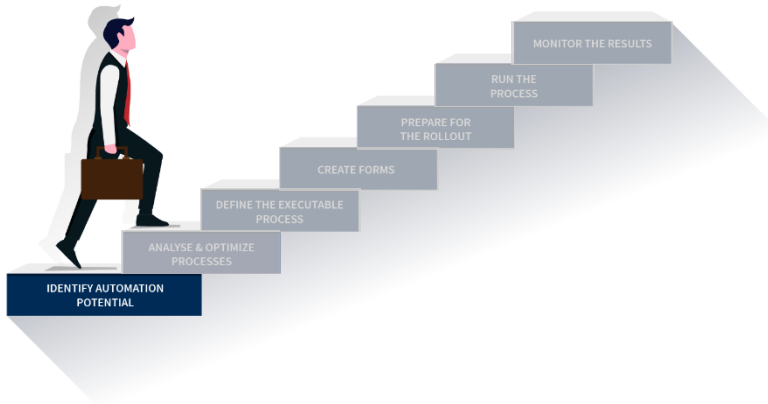 MONITOR THE RESULTS
RUN THE
PROCESS
PREPARE FOR
THE ROLLOUT
CREATE FORMS
DEFINE THE EXECUTABLE
PROCESS
ANALYSE & OPTIMIZE
PROCESSES
IDENTIFY AUTOMATION
POTENTIAL